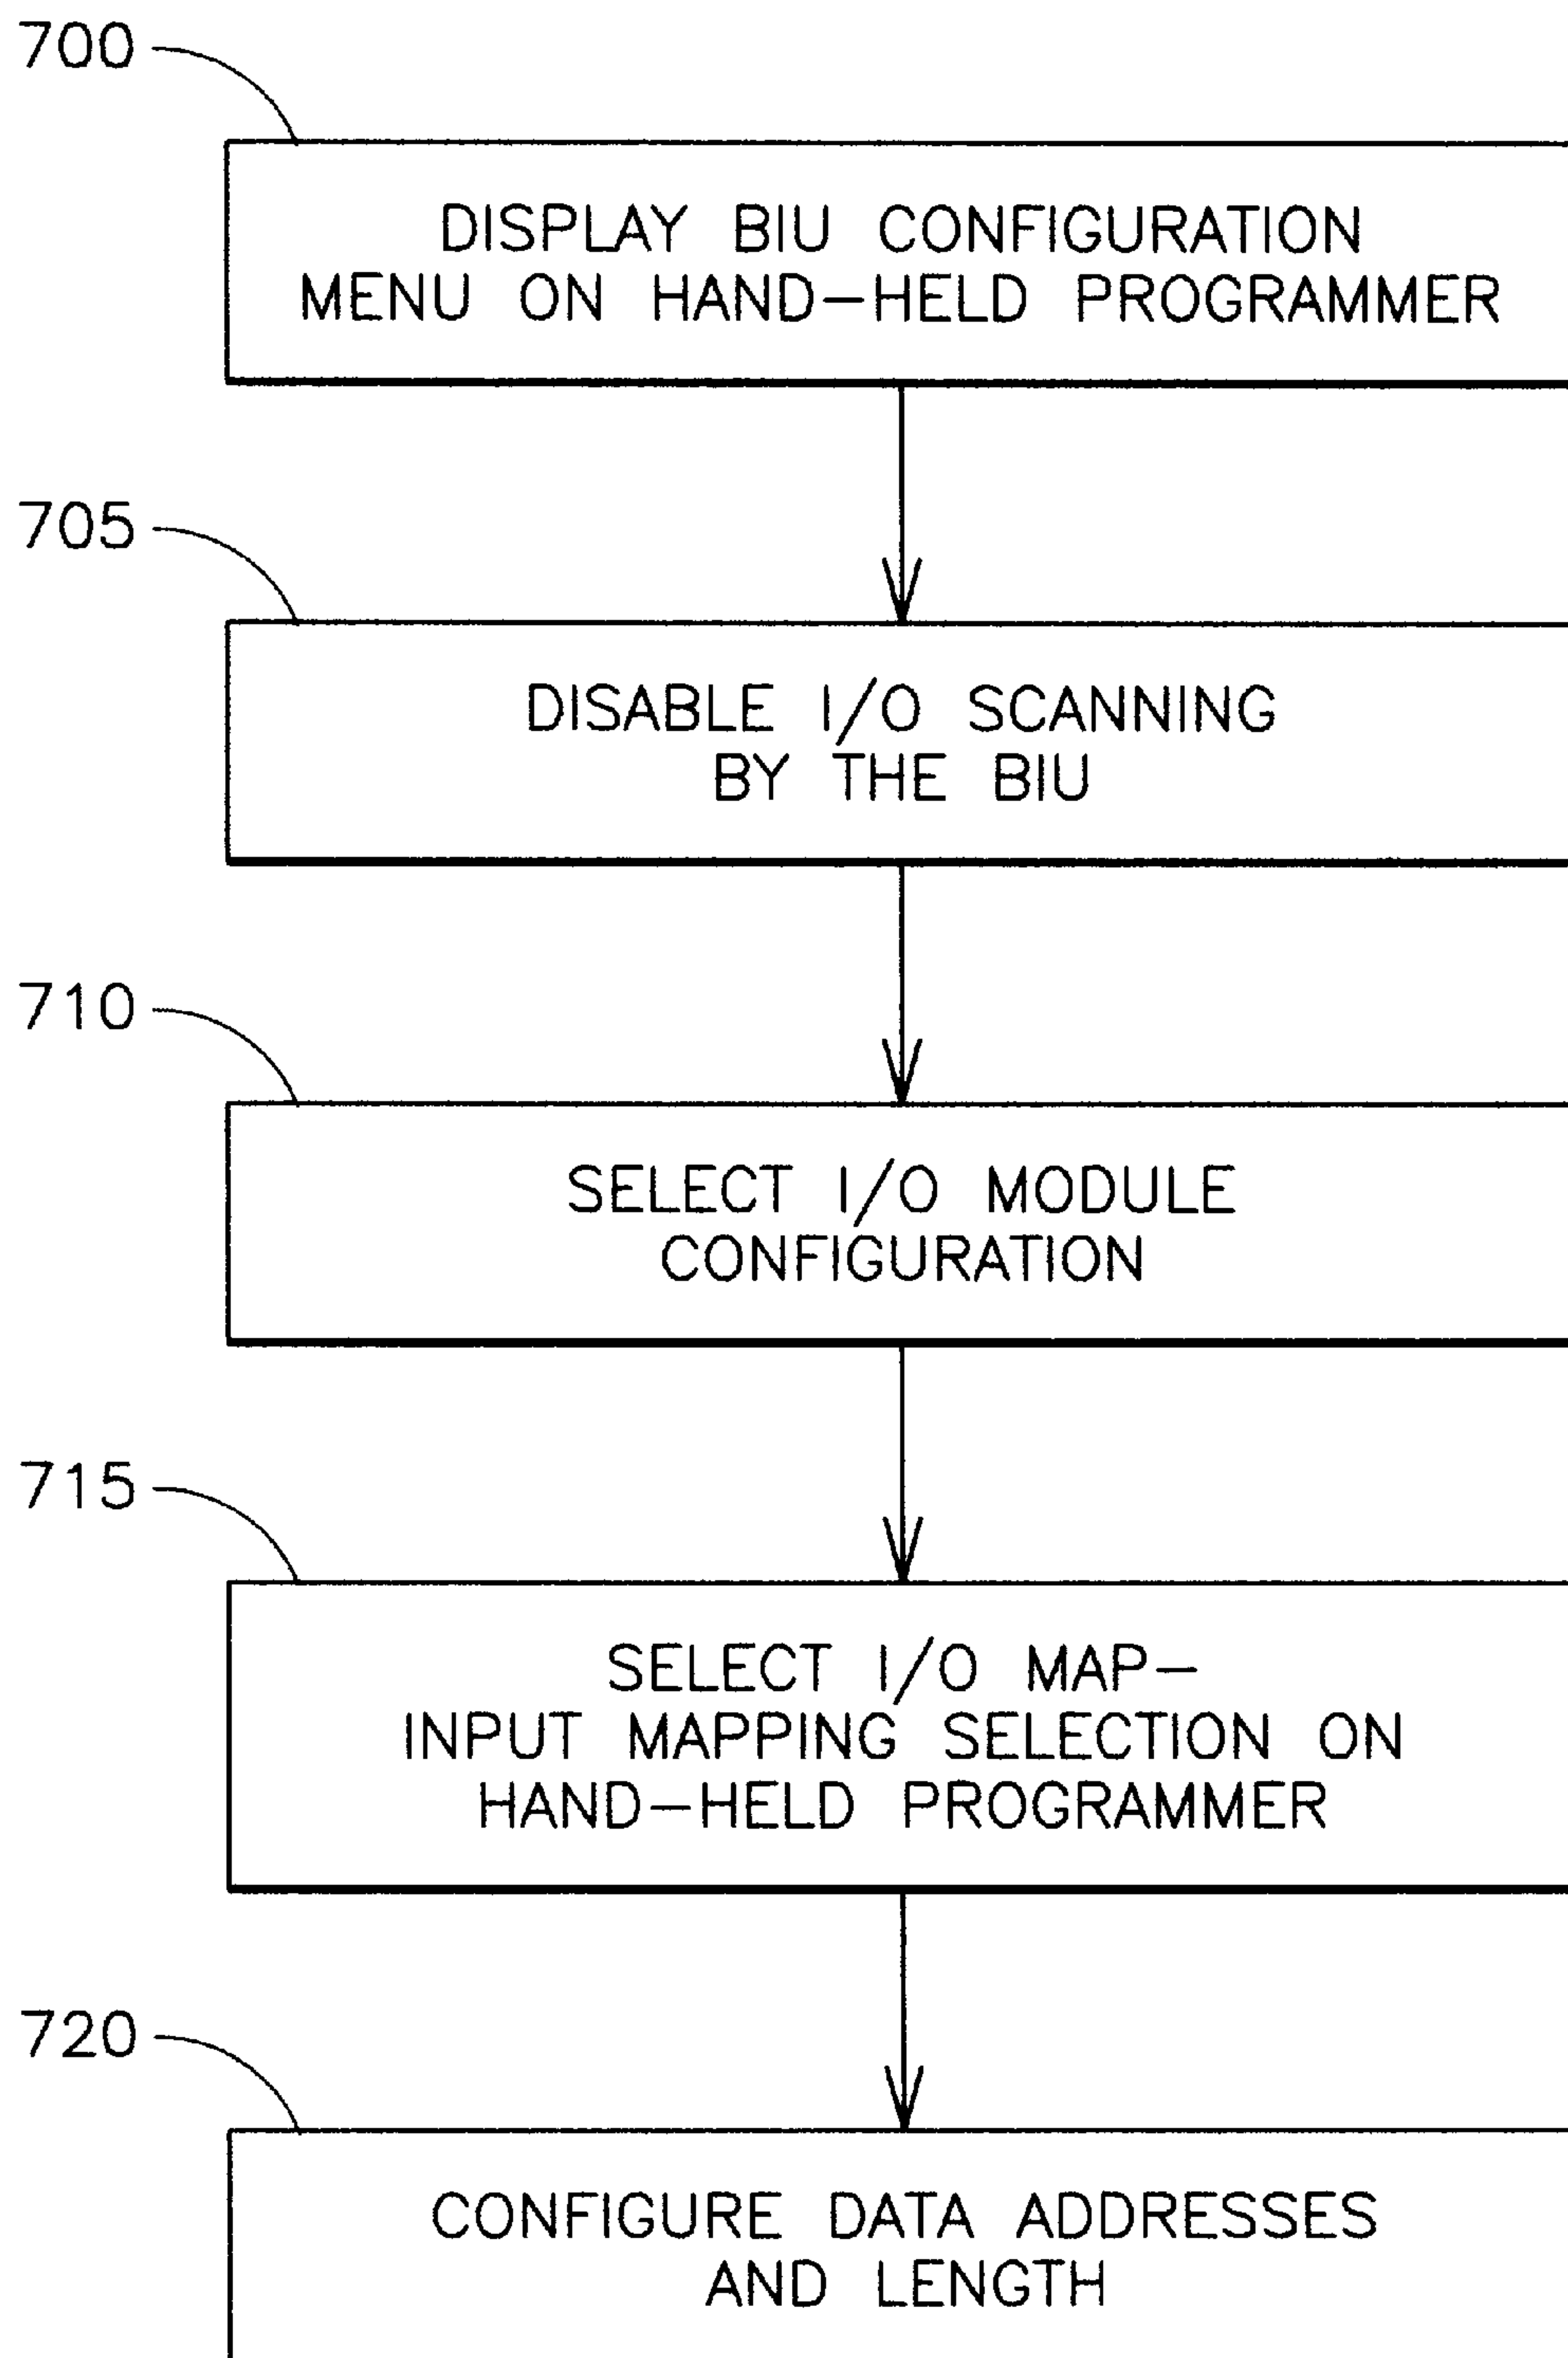 700
DISPLAY BIU CONFIGURATION
MENU ON HAND-HELD PROGRAMMER
705
DISABLE I/O SCANNING
BY THE BIU
710
SELECT I/O MODULE
CONFIGURATION
715
SELECT I/O MAP-
INPUT MAPPING SELECTION ON
HAND-HELD PROGRAMMER
720
CONFIGURE DATA ADDRESSES
AND LENGTH